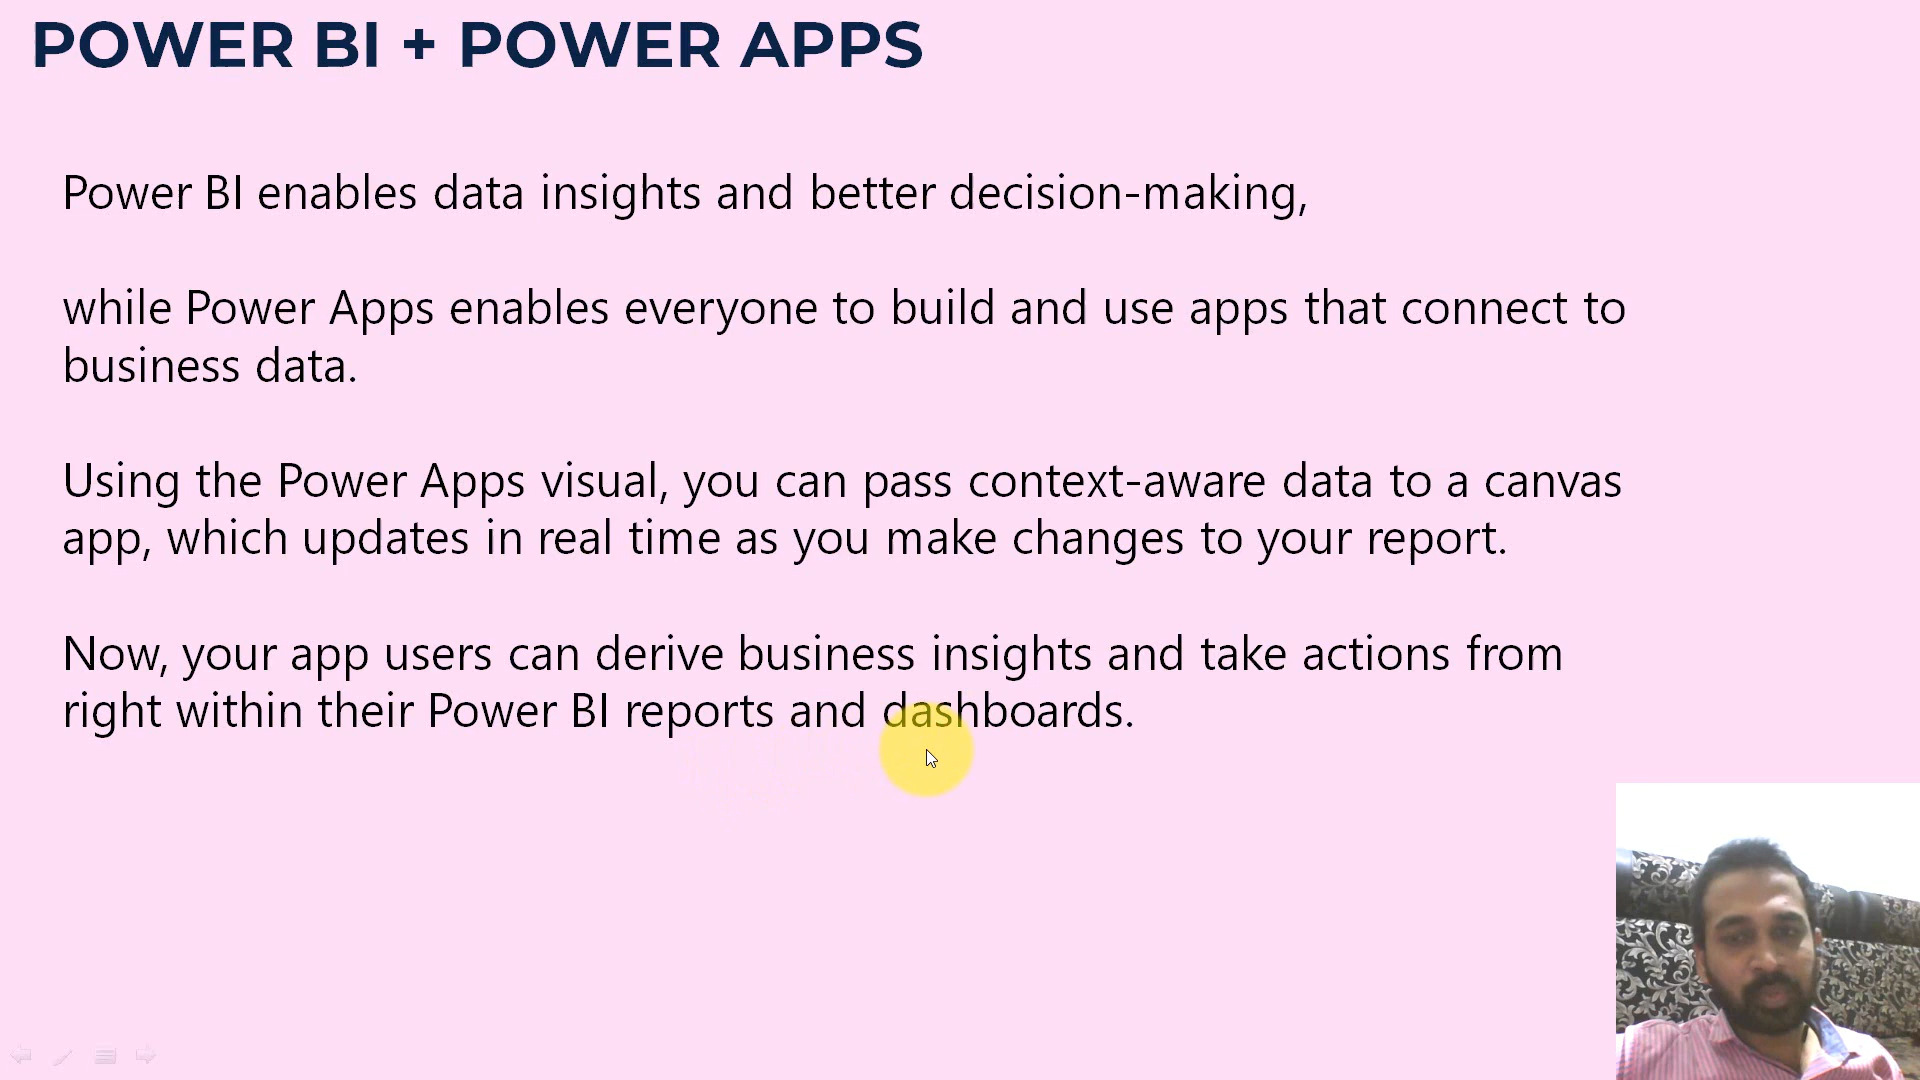 POWER BI + POWER APPS
Power BI enables data insights and better decision-making,
while Power Apps enables everyone to build and use apps that connect to
business data.
Using the Power Apps visual, you can pass context-aware data to a canvas
app, which updates in real time as you make changes to your report.
Now, your app users can derive business insights and take actions from
right within their Power BI reports and dashboards.